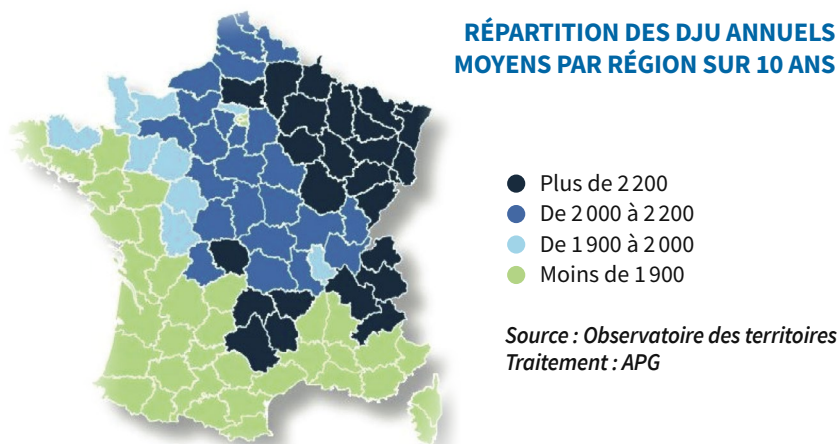 RÉPARTITION DES DJU ANNUELS
MOYENS PAR RÉGION SUR 10 ANS
Plus de 2 200
De 2 000 à 2 200
De 1 900 à 2 000
Moins de 1 900
Source : Observatoire des territoires
Traitement : APG